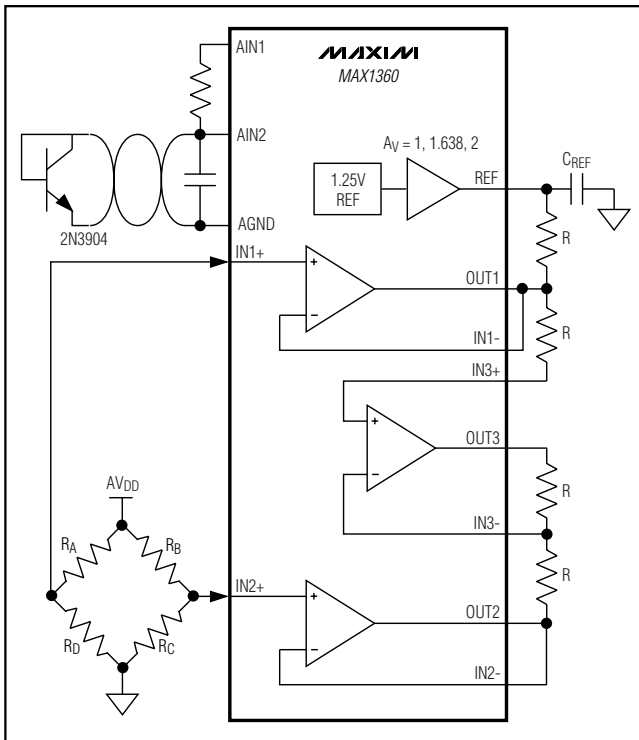 AIN1
MAXIM
MAX1360
AIN2
AV = 1, 1.638, 2
CREF
1.25V
REF
REF
2N3904
AGND
R
IN1+
OUT1
+
−
IN1-
R
IN3+
+
OUT3
−
R
AVDD
IN3-
RA
RB
R
IN2+
+
OUT2
RD
RC
−
IN2-